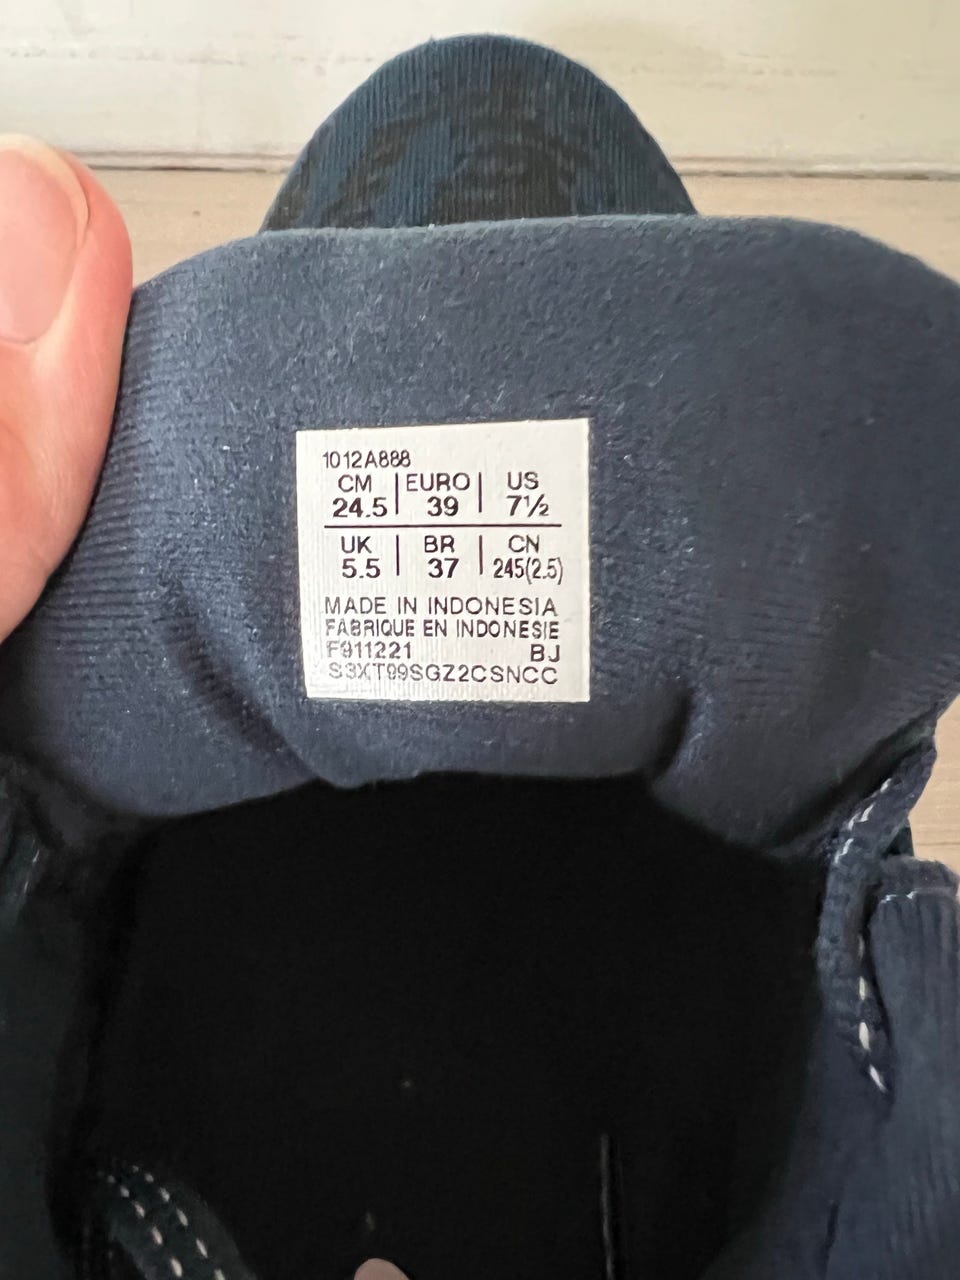 1012A888
CM | EURO | US
24.5 | 39 | 7½
UK | BR | CN
5.5 | 37 | 245(2.5)
MADE IN INDONESIA
FABRIQUE EN INDONESIE
F911221 BJ
S3XT99SGZ2CSNCC